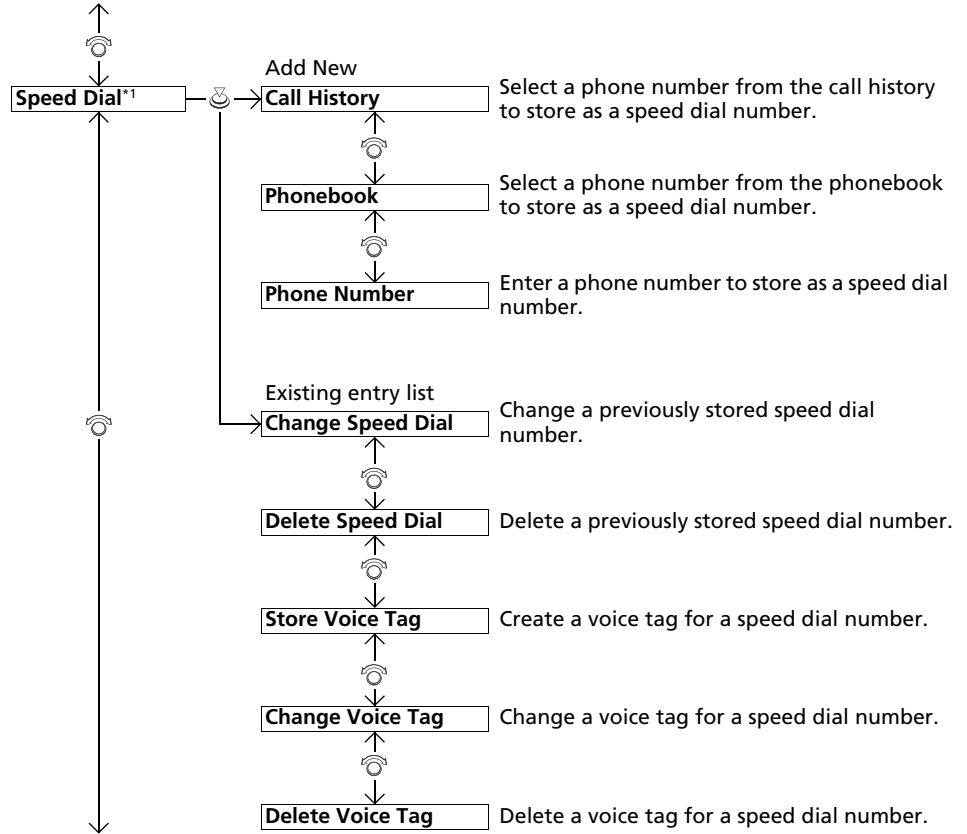 Add New
Speed Dial*1
Call History
Select a phone number from the call history
to store as a speed dial number.
Phonebook
Select a phone number from the phonebook
to store as a speed dial number.
Phone Number
Enter a phone number to store as a speed dial
number.
Existing entry list
Change Speed Dial
Change a previously stored speed dial
number.
Delete Speed Dial
Delete a previously stored speed dial number.
Store Voice Tag
Create a voice tag for a speed dial number.
Change Voice Tag
Change a voice tag for a speed dial number.
Delete Voice Tag
Delete a voice tag for a speed dial number.